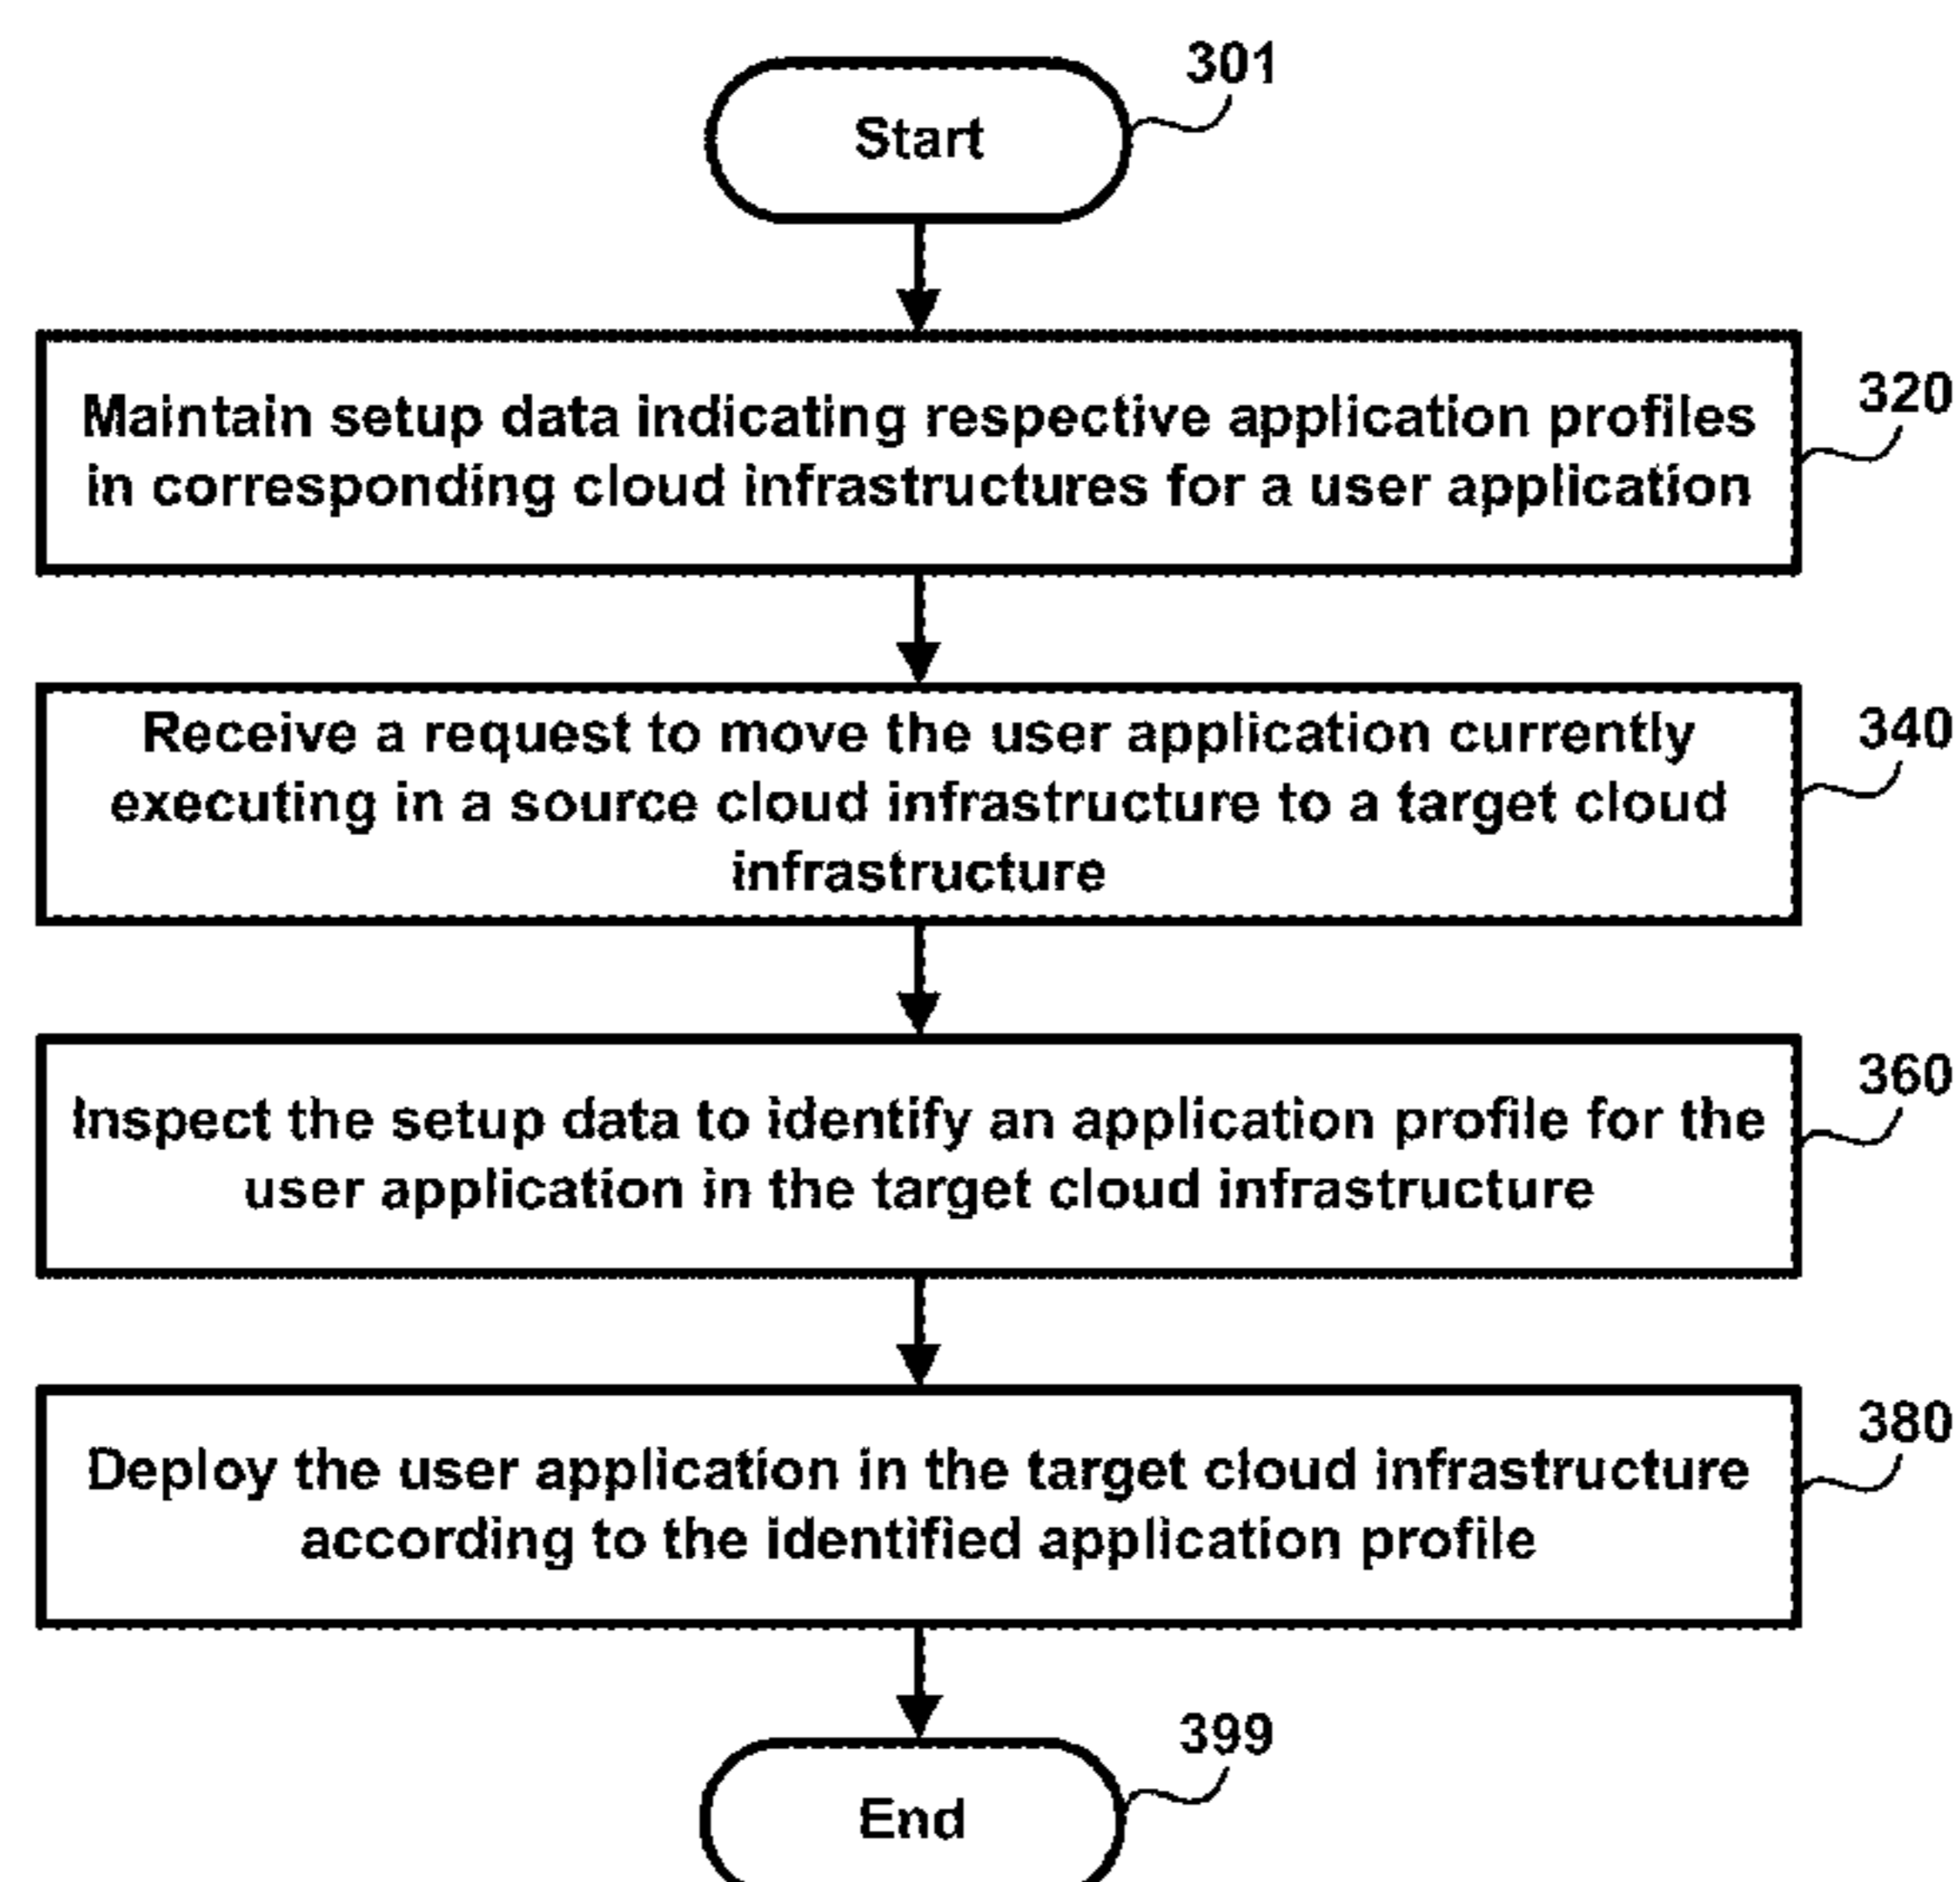 301
Start
320
Maintain setup data indicating respective application profiles
in corresponding cloud infrastructures for a user application
340
Receive a request to move the user application currently
executing in a source cloud infrastructure to a target cloud
infrastructure
360
Inspect the setup data to identify an application profile for the
user application in the target cloud infrastructure
380
Deploy the user application in the target cloud infrastructure
according to the identified application profile
399
End